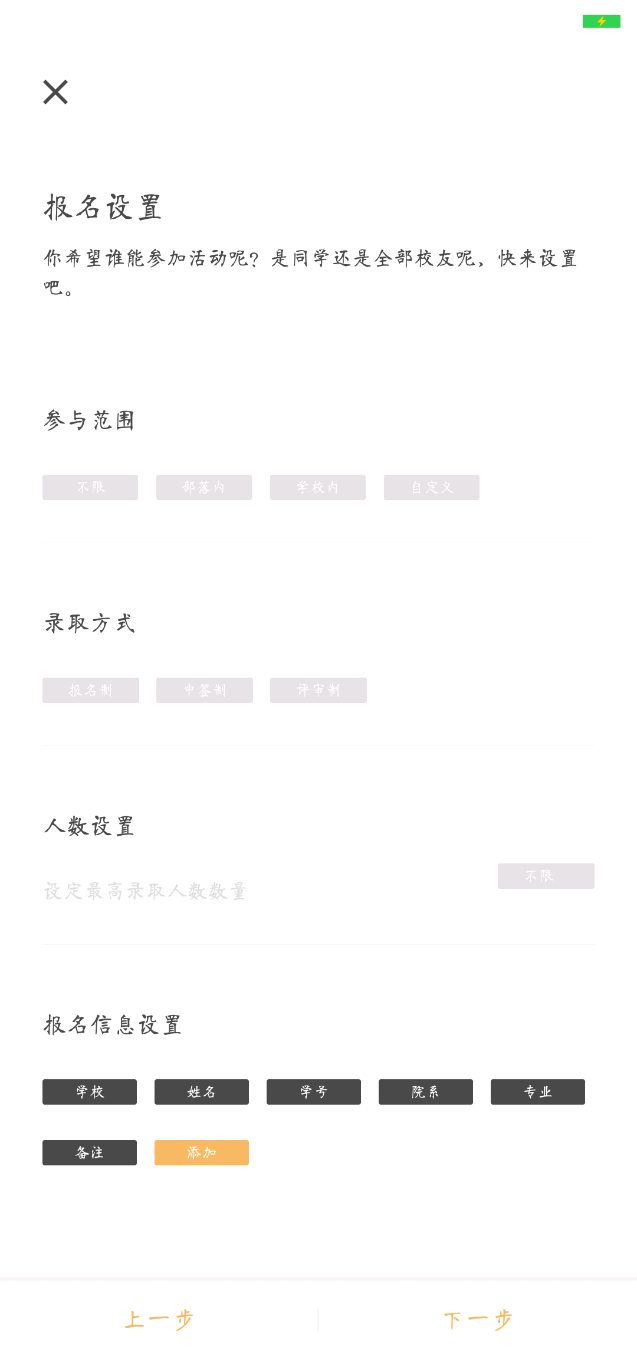 报名设置
你希望谁能参加活动呢？是同学还是全部校友呢，快来设置
吧。
参与范围
不限 部落内 学校内 自定义
录取方式
报名制 中签制 评审制
人数设置
不限
设定最高录取人数数量
报名信息设置
学校 姓名 学号 院系 专业
备注 添加
上一步 下一步